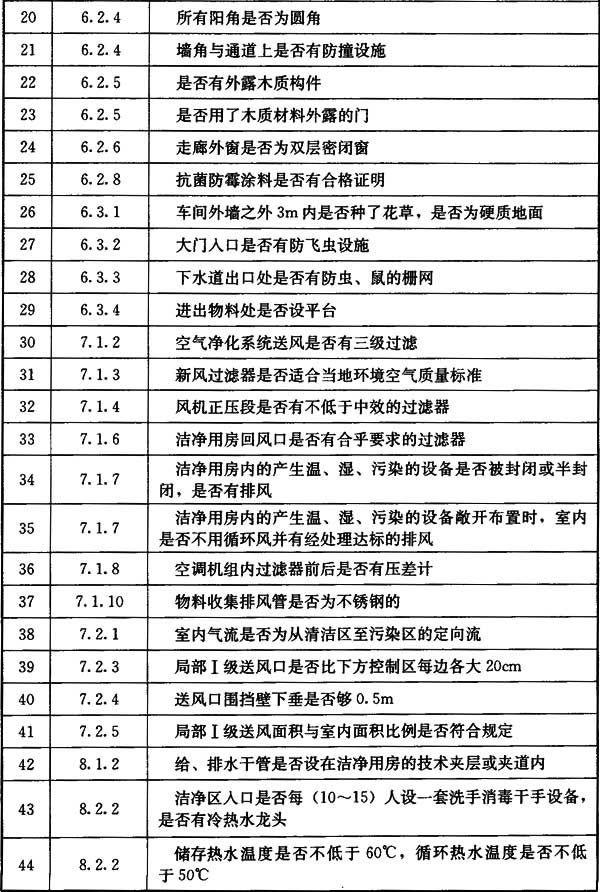 20 6.2.4 所有阳角是否为圆角
21 6.2.4 墙角与通道上是否有防撞设施
22 6.2.5 是否有外露木质构件
23 6.2.5 是否用了木质材料外露的门
24 6.2.6 走廊外窗是否为双层密闭窗
25 6.2.8 抗菌防霉涂料是否有合格证明
26 6.3.1 车间外墙之外3m内是否种了花草，是否为硬质地面
27 6.3.2 大门入口是否有防飞虫设施
28 6.3.3 下水道出口处是否有防虫、鼠的栅网
29 6.3.4 进出物料处是否设平台
30 7.1.2 空气净化系统送风是否有三级过滤
31 7.1.3 新风过滤器是否适合当地环境空气质量标准
32 7.1.4 风机正压段是否有不低于中效的过滤器
33 7.1.6 洁净用房回风口是否有合乎要求的过滤器
34 7.1.7 洁净用房内的产生温、湿、污染的设备是否被封闭或半封
闭，是否有排风
35 7.1.7 洁净用房内的产生温、湿、污染的设备敞开布置时，室内
是否不用循环风并有经处理达标的排风
36 7.1.8 空调机组内过滤器前后是否有压差计
37 7.1.10 物料收集排风管是否为不锈钢的
38 7.2.1 室内气流是否为从清洁区至污染区的定向流
39 7.2.3 局部Ⅰ级送风口是否比下方控制区每边各大20cm
40 7.2.4 送风口围挡壁下垂是否够0.5m
41 7.2.5 局部Ⅰ级送风面积与室内面积比例是否符合规定
42 8.1.2 给、排水干管是否设在洁净用房的技术夹层或夹道内
43 8.2.2 洁净区入口是否每（10～15）人设一套洗手消毒干手设备，
是否有冷热水龙头
44 8.2.2 储存热水温度是否不低于60℃，循环热水温度是否不低
于50℃